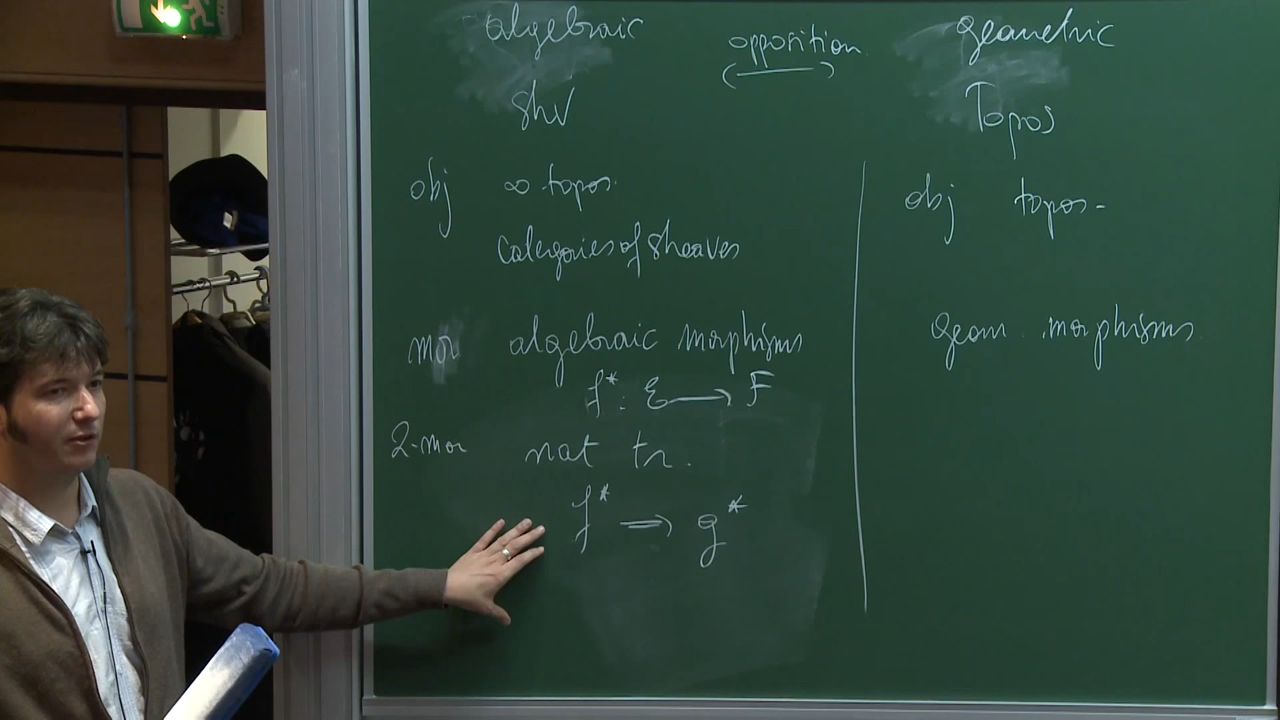 algebraic opposition geometric
Shv Topos
obj ∞-topos.
categories of sheaves
obj topos-
mor algebraic morphisms
f*: ℰ ⟶ F
geom. morphisms
2-mor nat tr.
f* ⟹ g*